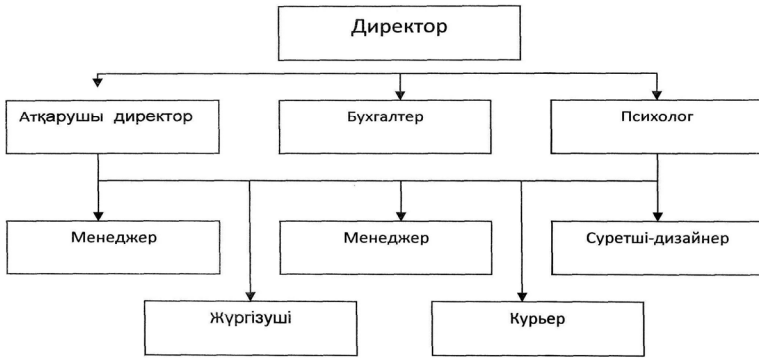 Директор
Атқарушы директор
Бухгалтер
Психолог
Менеджер
Менеджер
Суретші-дизайнер
Жүргізуші
Курьер